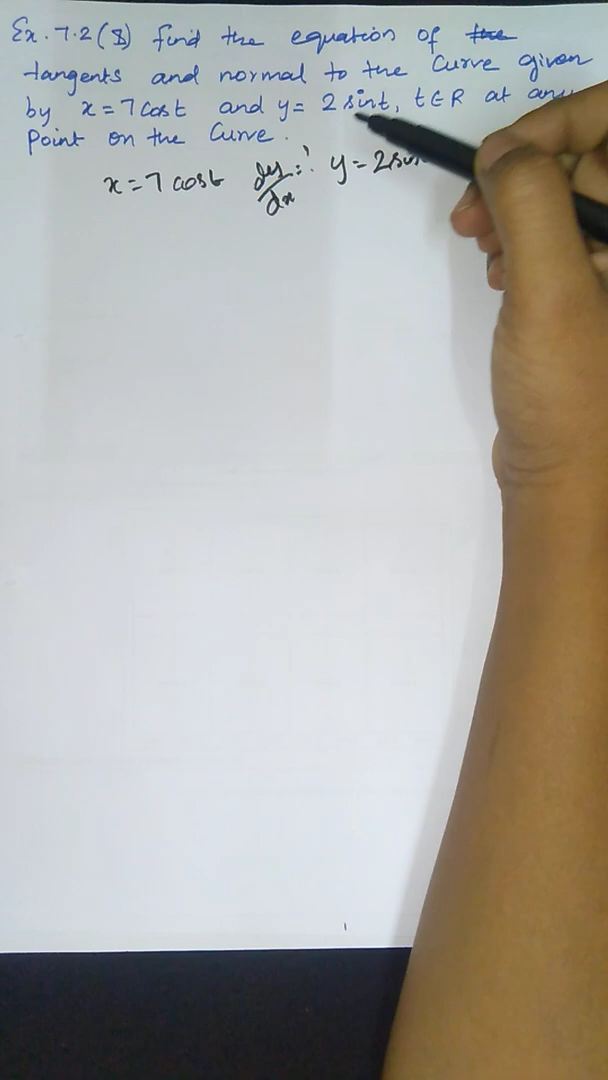 Ex. 7.2 (8) find the equation of the
tangents and normal to the Curve given
by x = 7 cost and y = 2 sint, t ∈ R at any
Point on the Curve.
x = 7 cost dy/dx = y = 2 sin